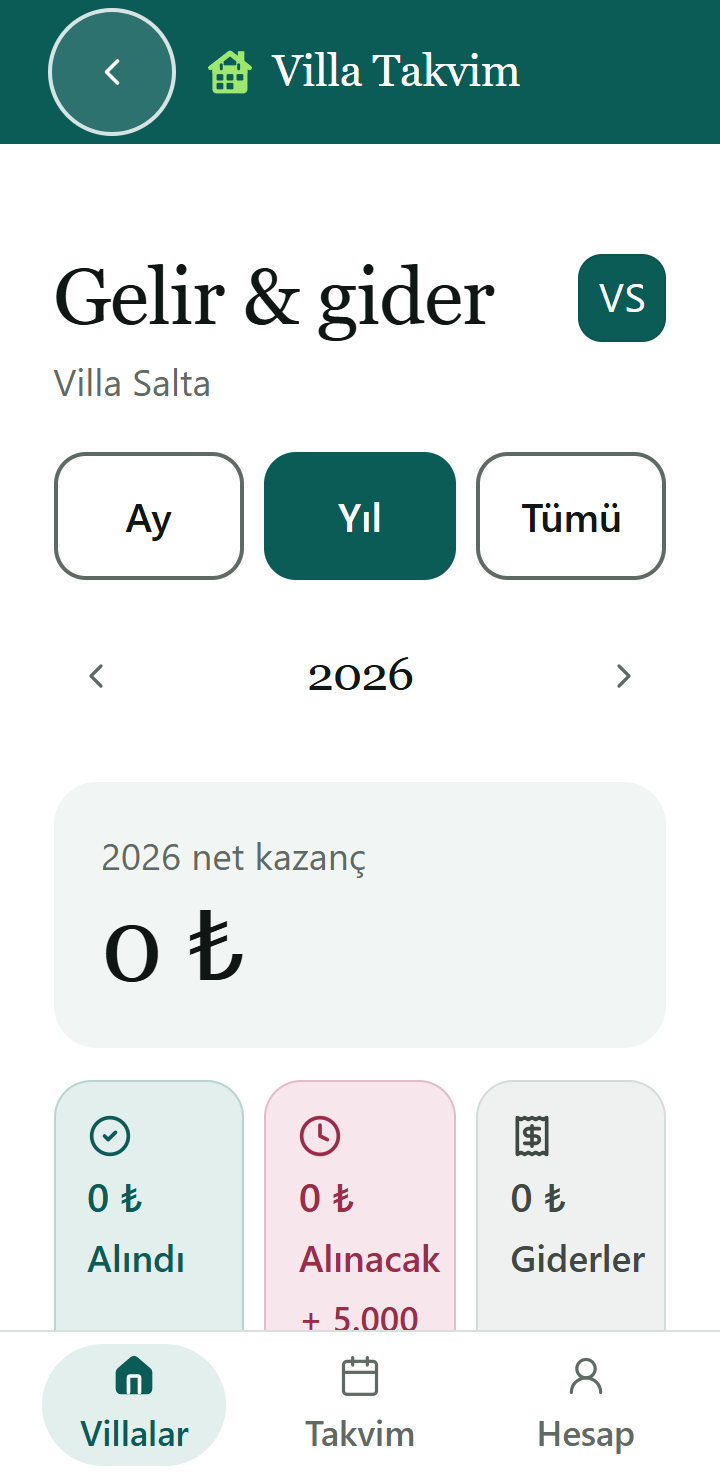 Villa Takvim
Gelir & gider
VS
Villa Salta
Ay
Yıl
Tümü
2026
2026 net kazanç
0 ₺
0 ₺
Alındı
0 ₺
Alınacak
+ 5.000
0 ₺
Giderler
Villalar
Takvim
Hesap